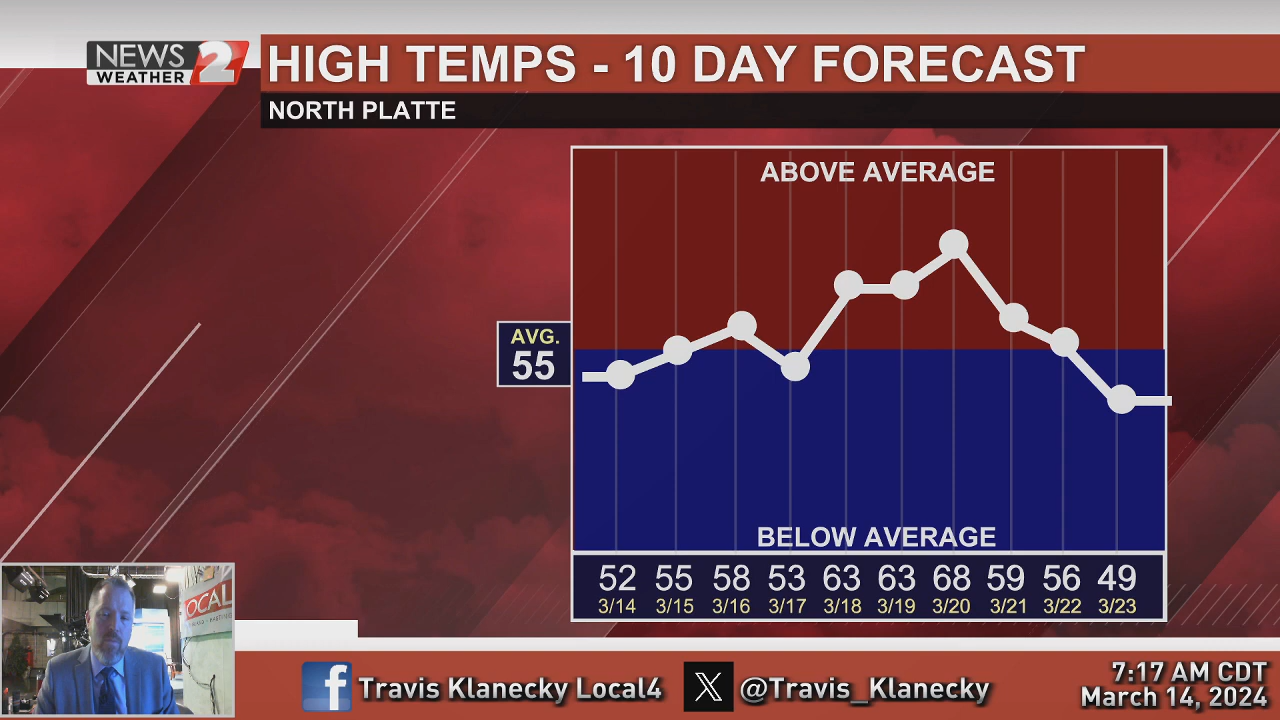 NEWS 2
WEATHER
HIGH TEMPS - 10 DAY FORECAST
NORTH PLATTE
ABOVE AVERAGE
AVG.
55
BELOW AVERAGE
52 55 58 53 63 63 68 59 56 49
3/14 3/15 3/16 3/17 3/18 3/19 3/20 3/21 3/22 3/23
OCAL
f Travis Klanecky Local4 X @Travis_Klanecky
7:17 AM CDT
March 14, 2024